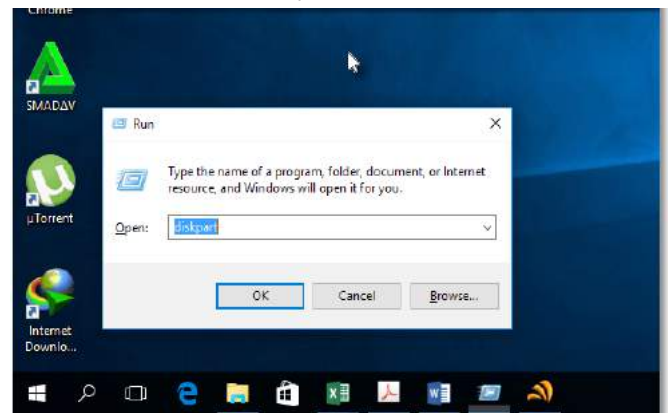 Chrome
SMADΔV
Run
Type the name of a program, folder, document, or Internet
resource, and Windows will open it for you.
µTorrent
Open:
diskpart
OK
Cancel
Browse...
Internet
Downlo...